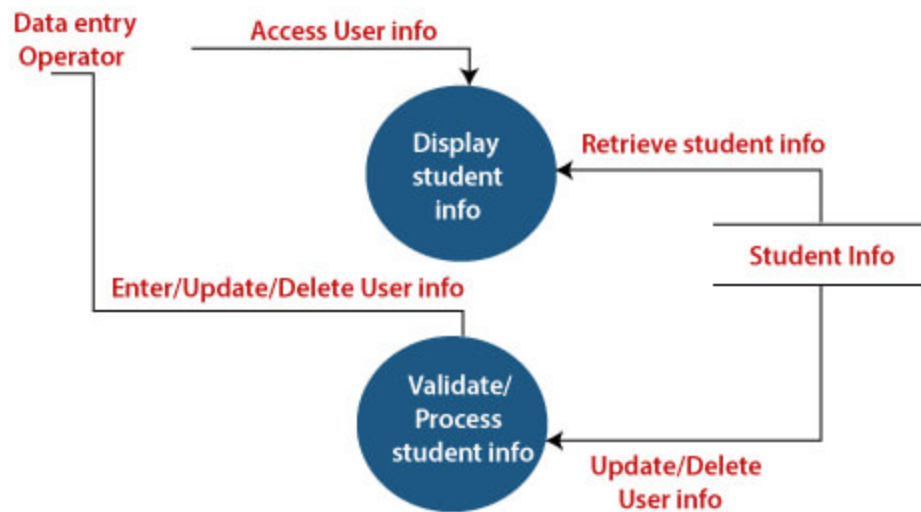 Data entry
Operator
Access User info
Display
student
info
Retrieve student info
Student Info
Enter/Update/Delete User info
Validate/
Process
student info
Update/Delete
User info